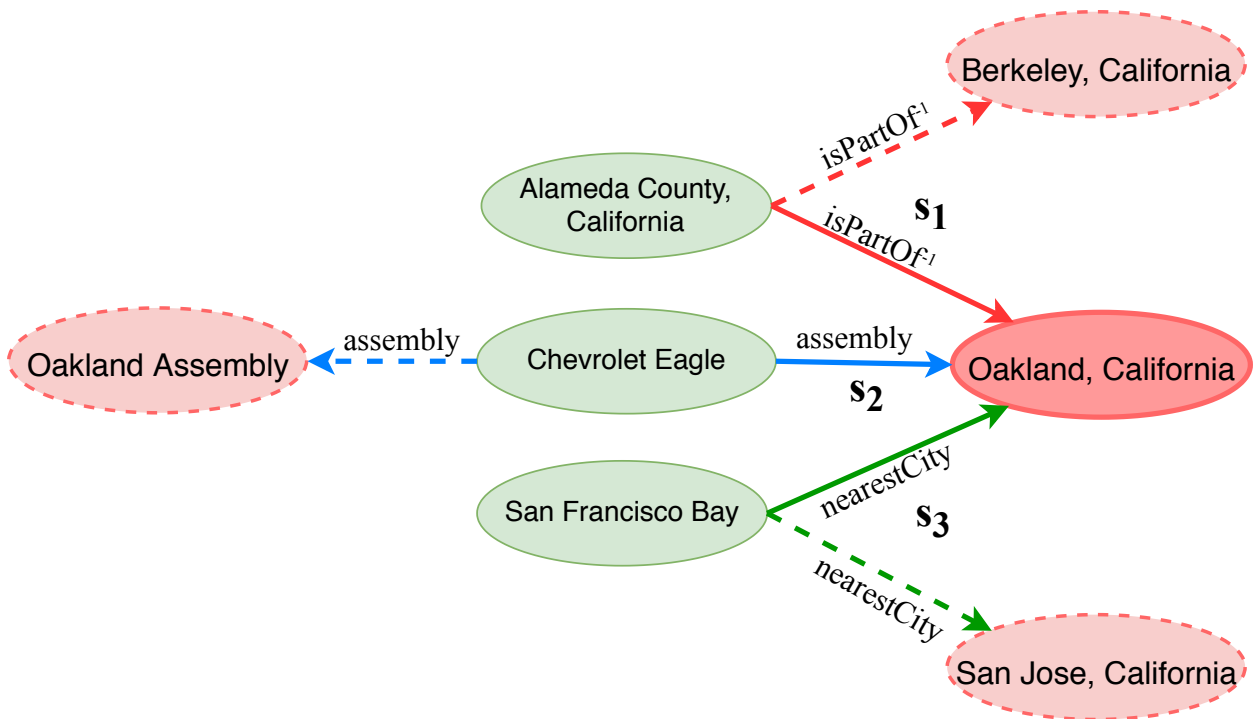 Berkeley, California
isPartOf⁻¹
Alameda County,
California
s₁
isPartOf⁻¹
Oakland Assembly
assembly
Chevrolet Eagle
assembly
s₂
Oakland, California
San Francisco Bay
nearestCity
s₃
nearestCity
San Jose, California